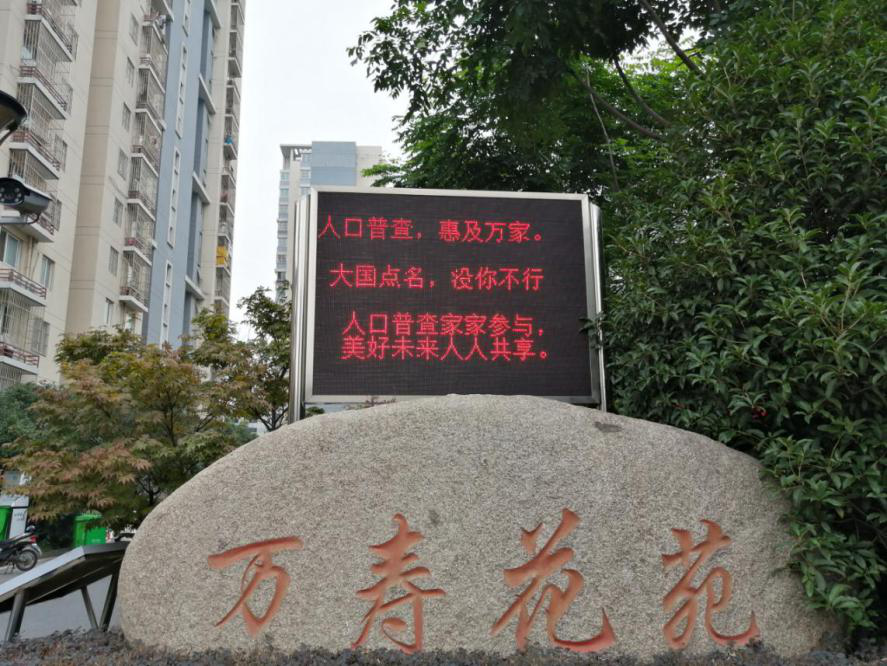 人口普查，惠及万家。
大国点名，没你不行
人口普查家家参与，
美好未来人人共享。
万寿花苑